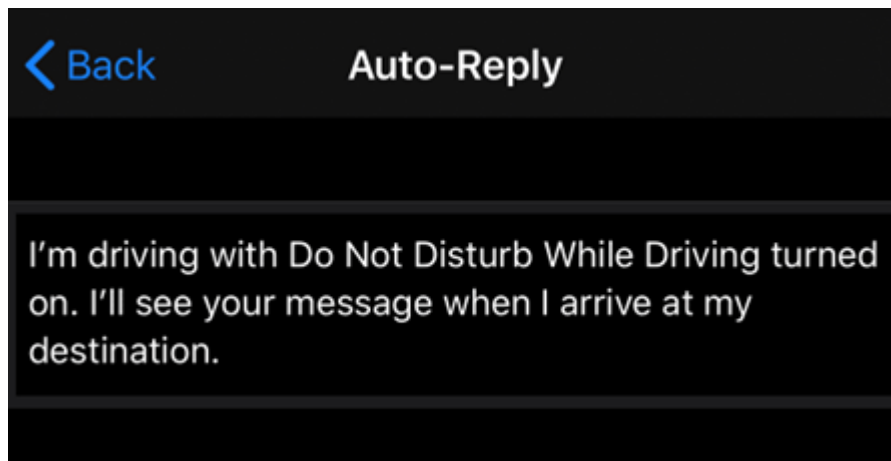 Back
Auto-Reply
I’m driving with Do Not Disturb While Driving turned
on. I’ll see your message when I arrive at my
destination.